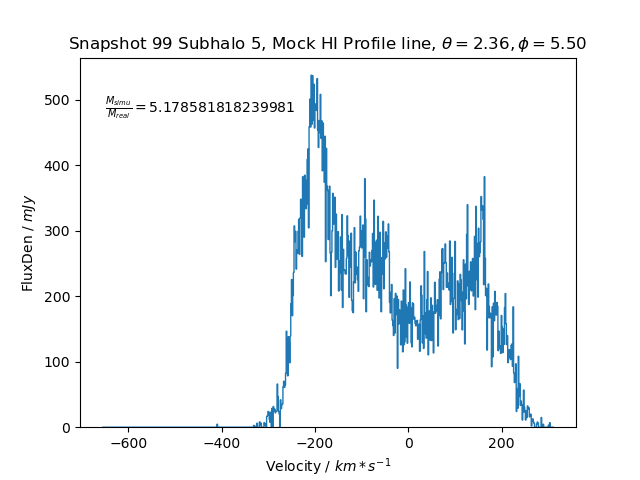 Snapshot 99 Subhalo 5, Mock HI Profile line, θ = 2.36, ϕ = 5.50
M_simu/M_real = 5.178581818239981
FluxDen / mJy
500
400
300
200
100
0
−600 −400 −200 0 200
Velocity / km * s⁻¹